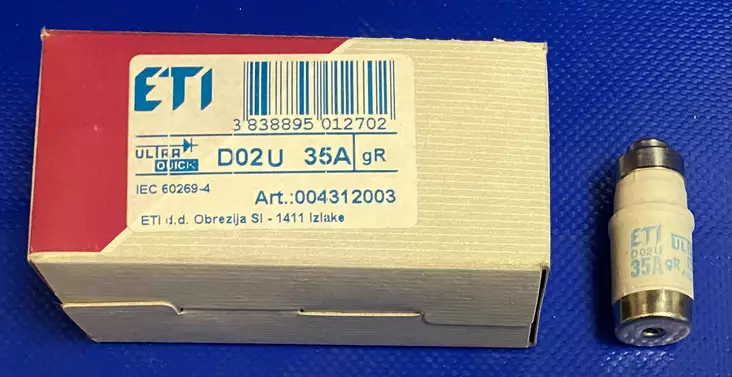 ETI
3 838895 012702
ULTRA QUICK D02U 35A gR
IEC 60269-4
Art.:004312003
ETI d.d. Obrezija SI - 1411 Izlake
ETI
D02U
35A gR